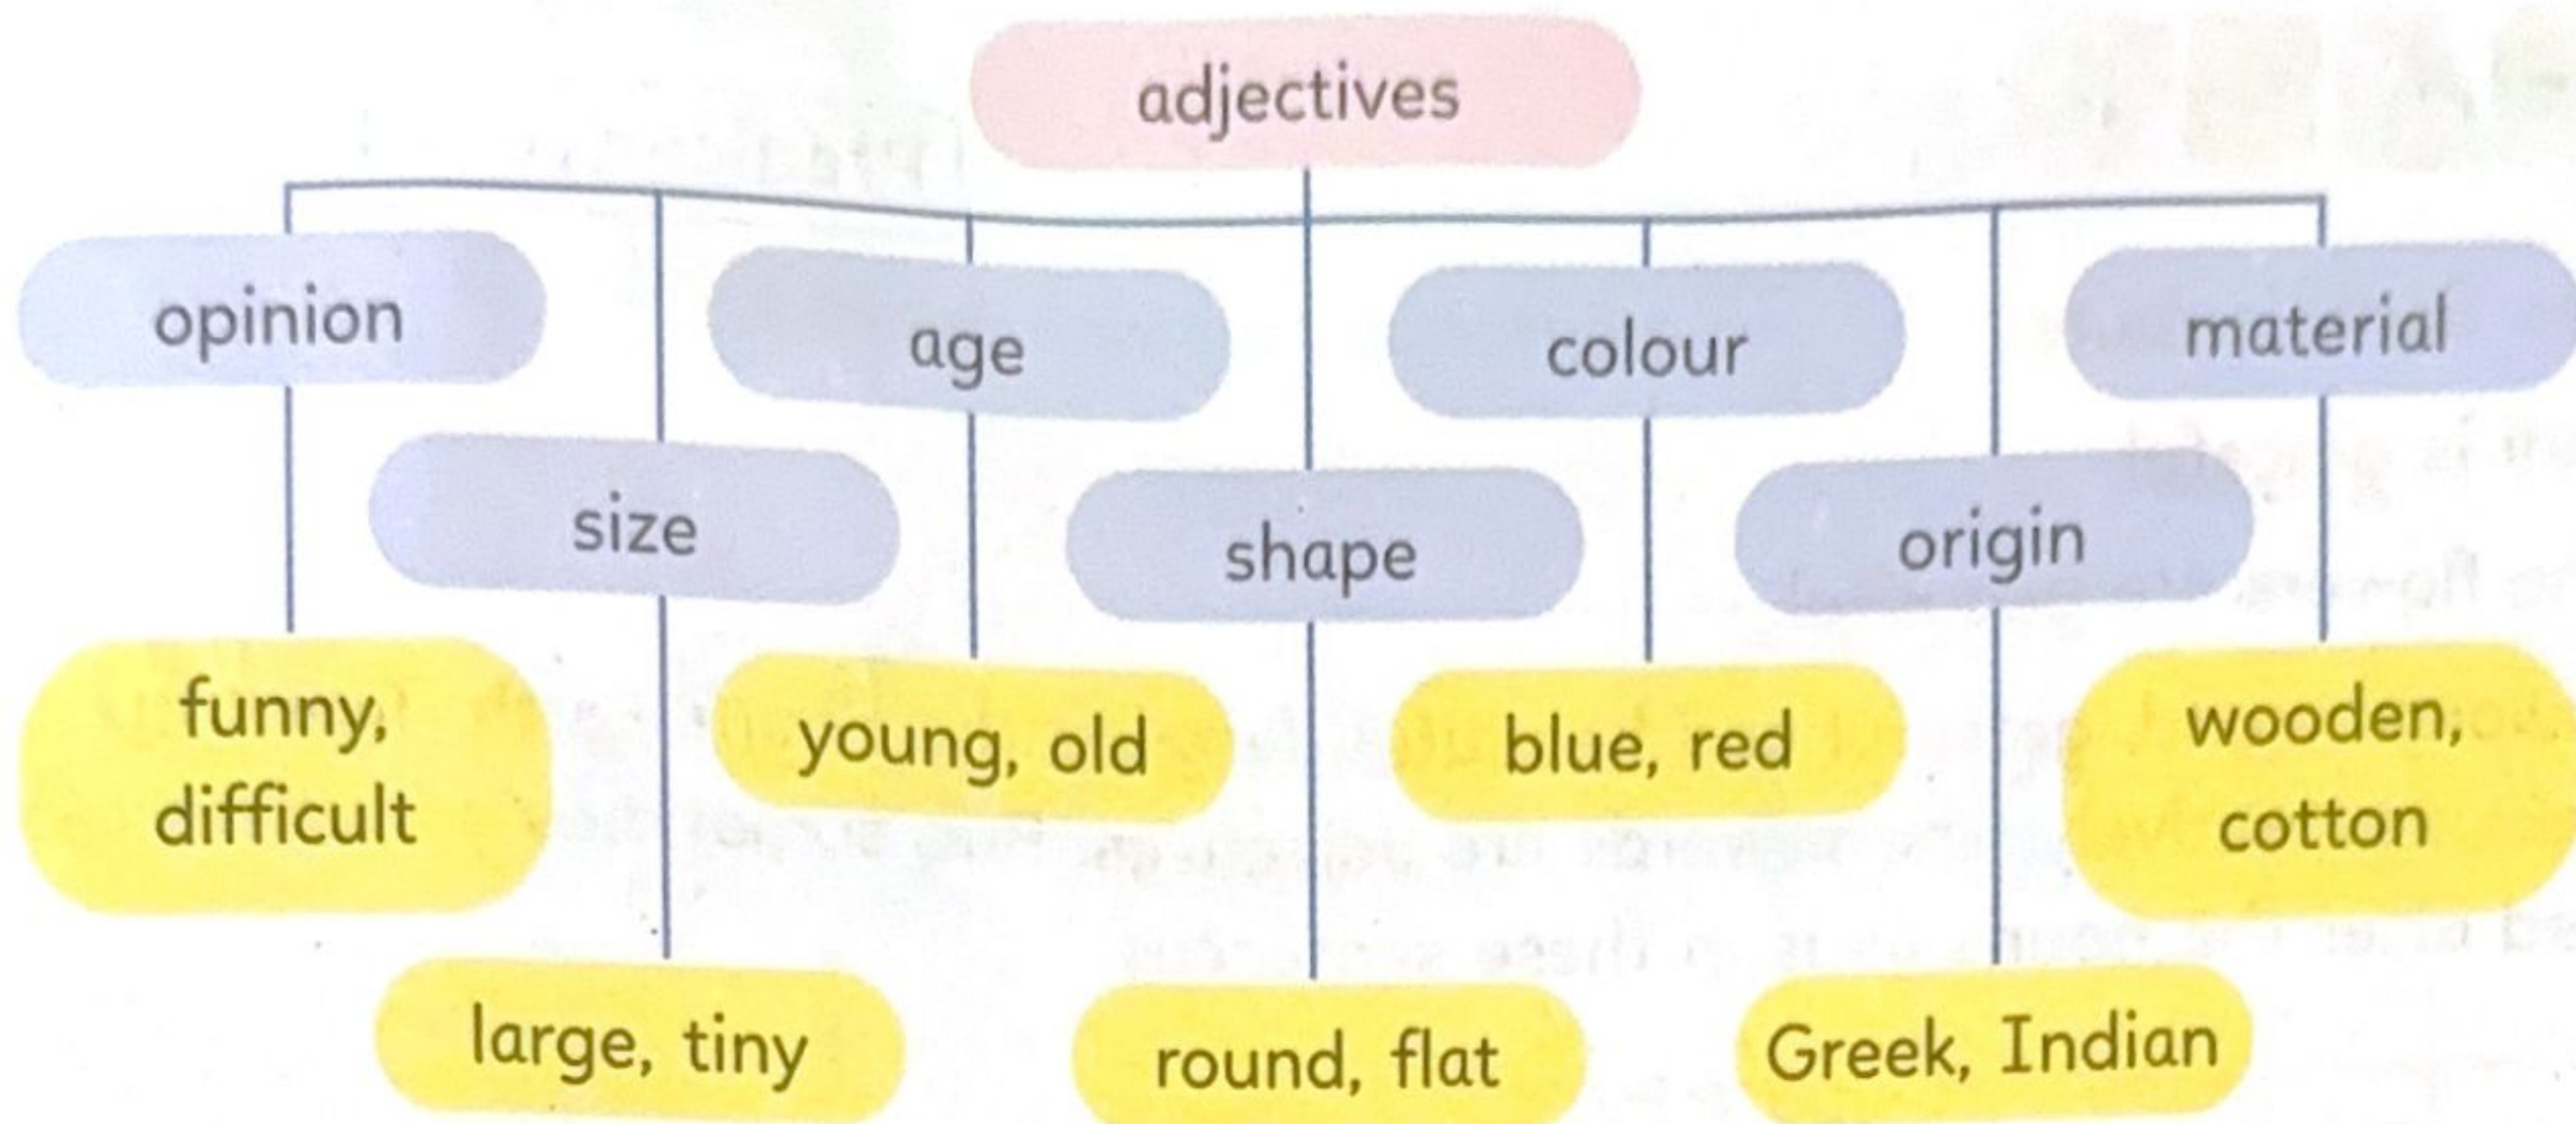 adjectives
opinion
age
colour
material
size
shape
origin
funny,
difficult
young, old
blue, red
wooden,
cotton
large, tiny
round, flat
Greek, Indian